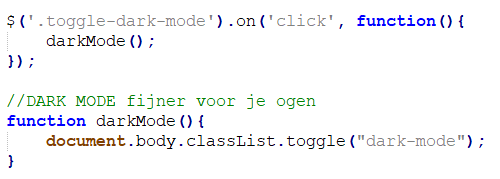 $('.toggle-dark-mode').on('click', function(){
    darkMode();
});

//DARK MODE fijner voor je ogen
function darkMode(){
    document.body.classList.toggle("dark-mode");
}